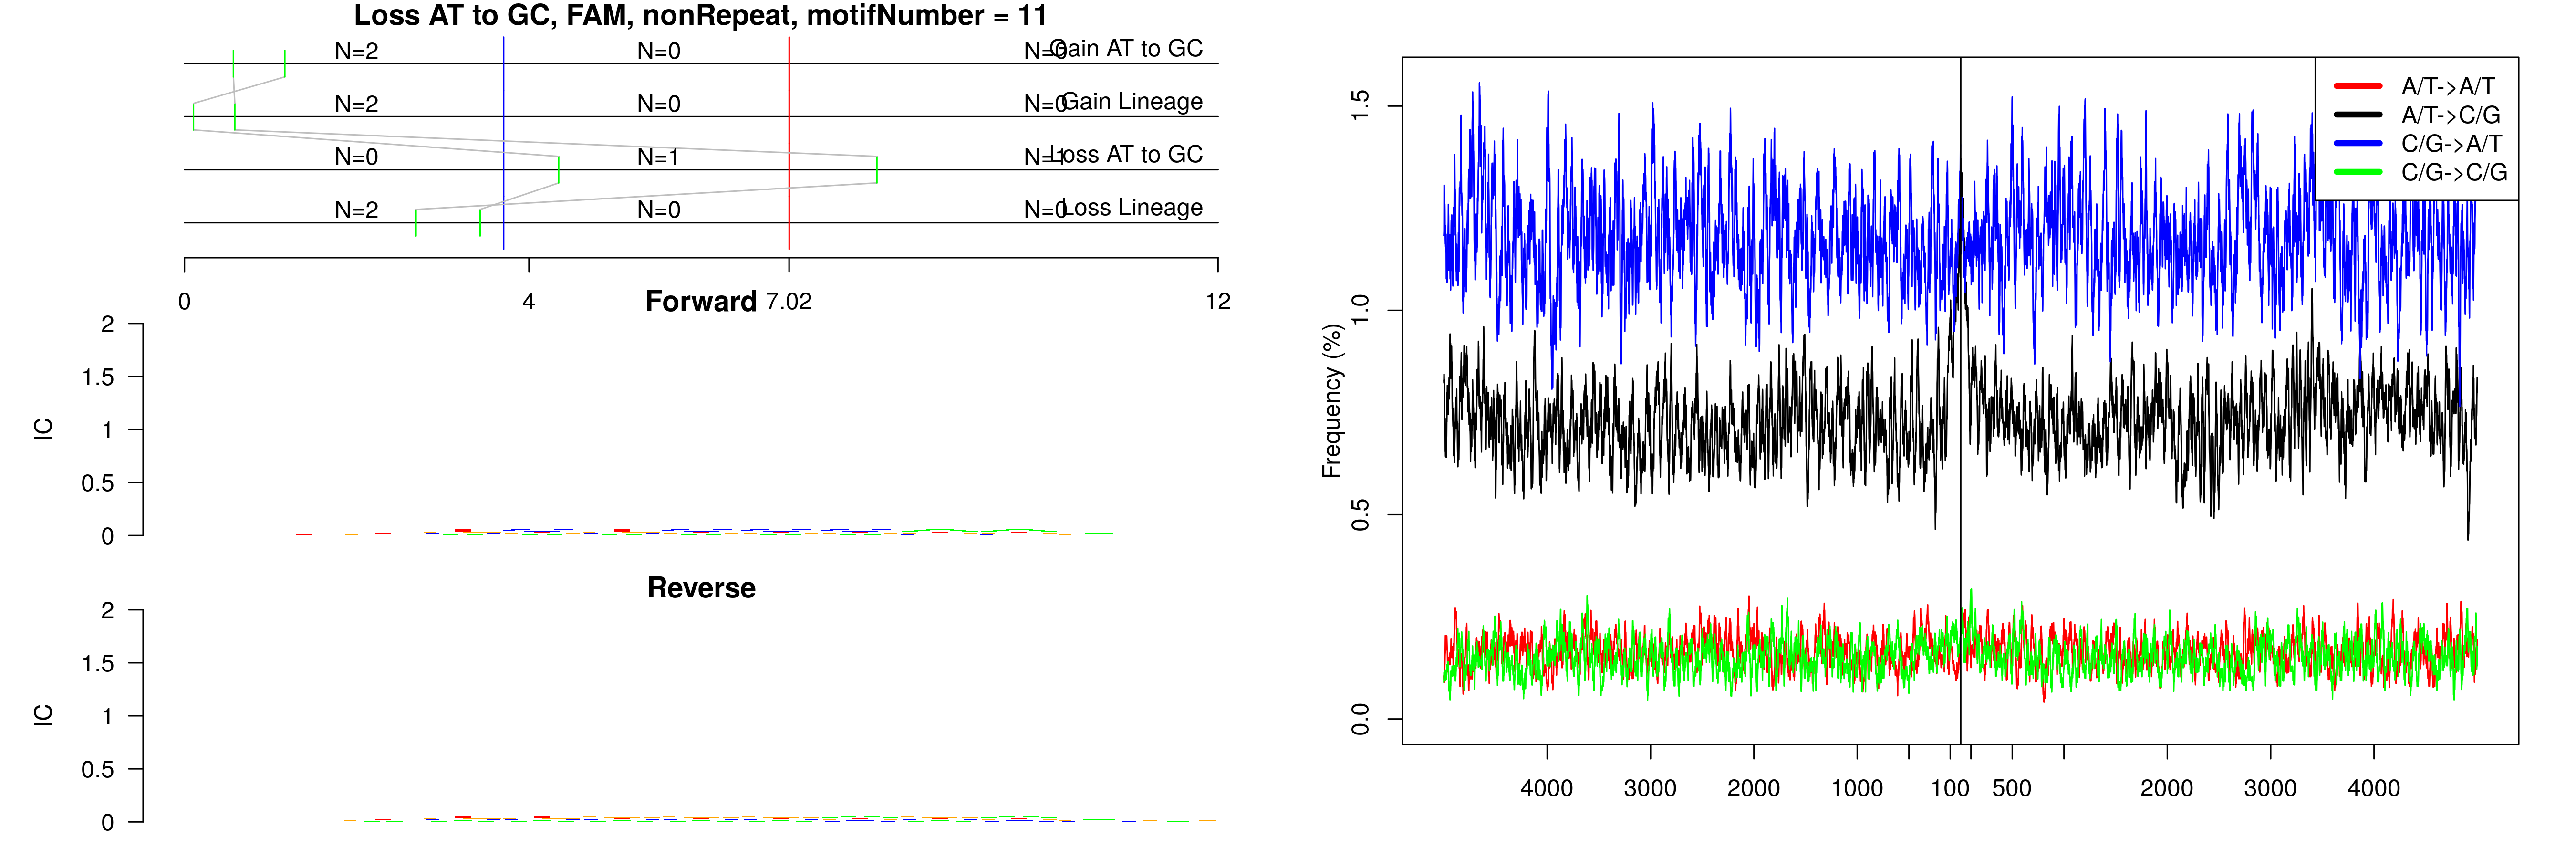 Loss AT to GC, FAM, nonRepeat, motifNumber = 11
N=2 N=0 N=0 Gain AT to GC
N=2 N=0 N=0 Gain Lineage
N=0 N=1 N=1 Loss AT to GC
N=2 N=0 N=0 Loss Lineage
0 4 7.02 12
Forward
2
1.5
1
0.5
0
IC
Reverse
2
1.5
1
0.5
0
IC
A/T->A/T
A/T->C/G
C/G->A/T
C/G->C/G
1.5
1.0
0.5
0.0
Frequency (%)
4000 3000 2000 1000 100 500 2000 3000 4000